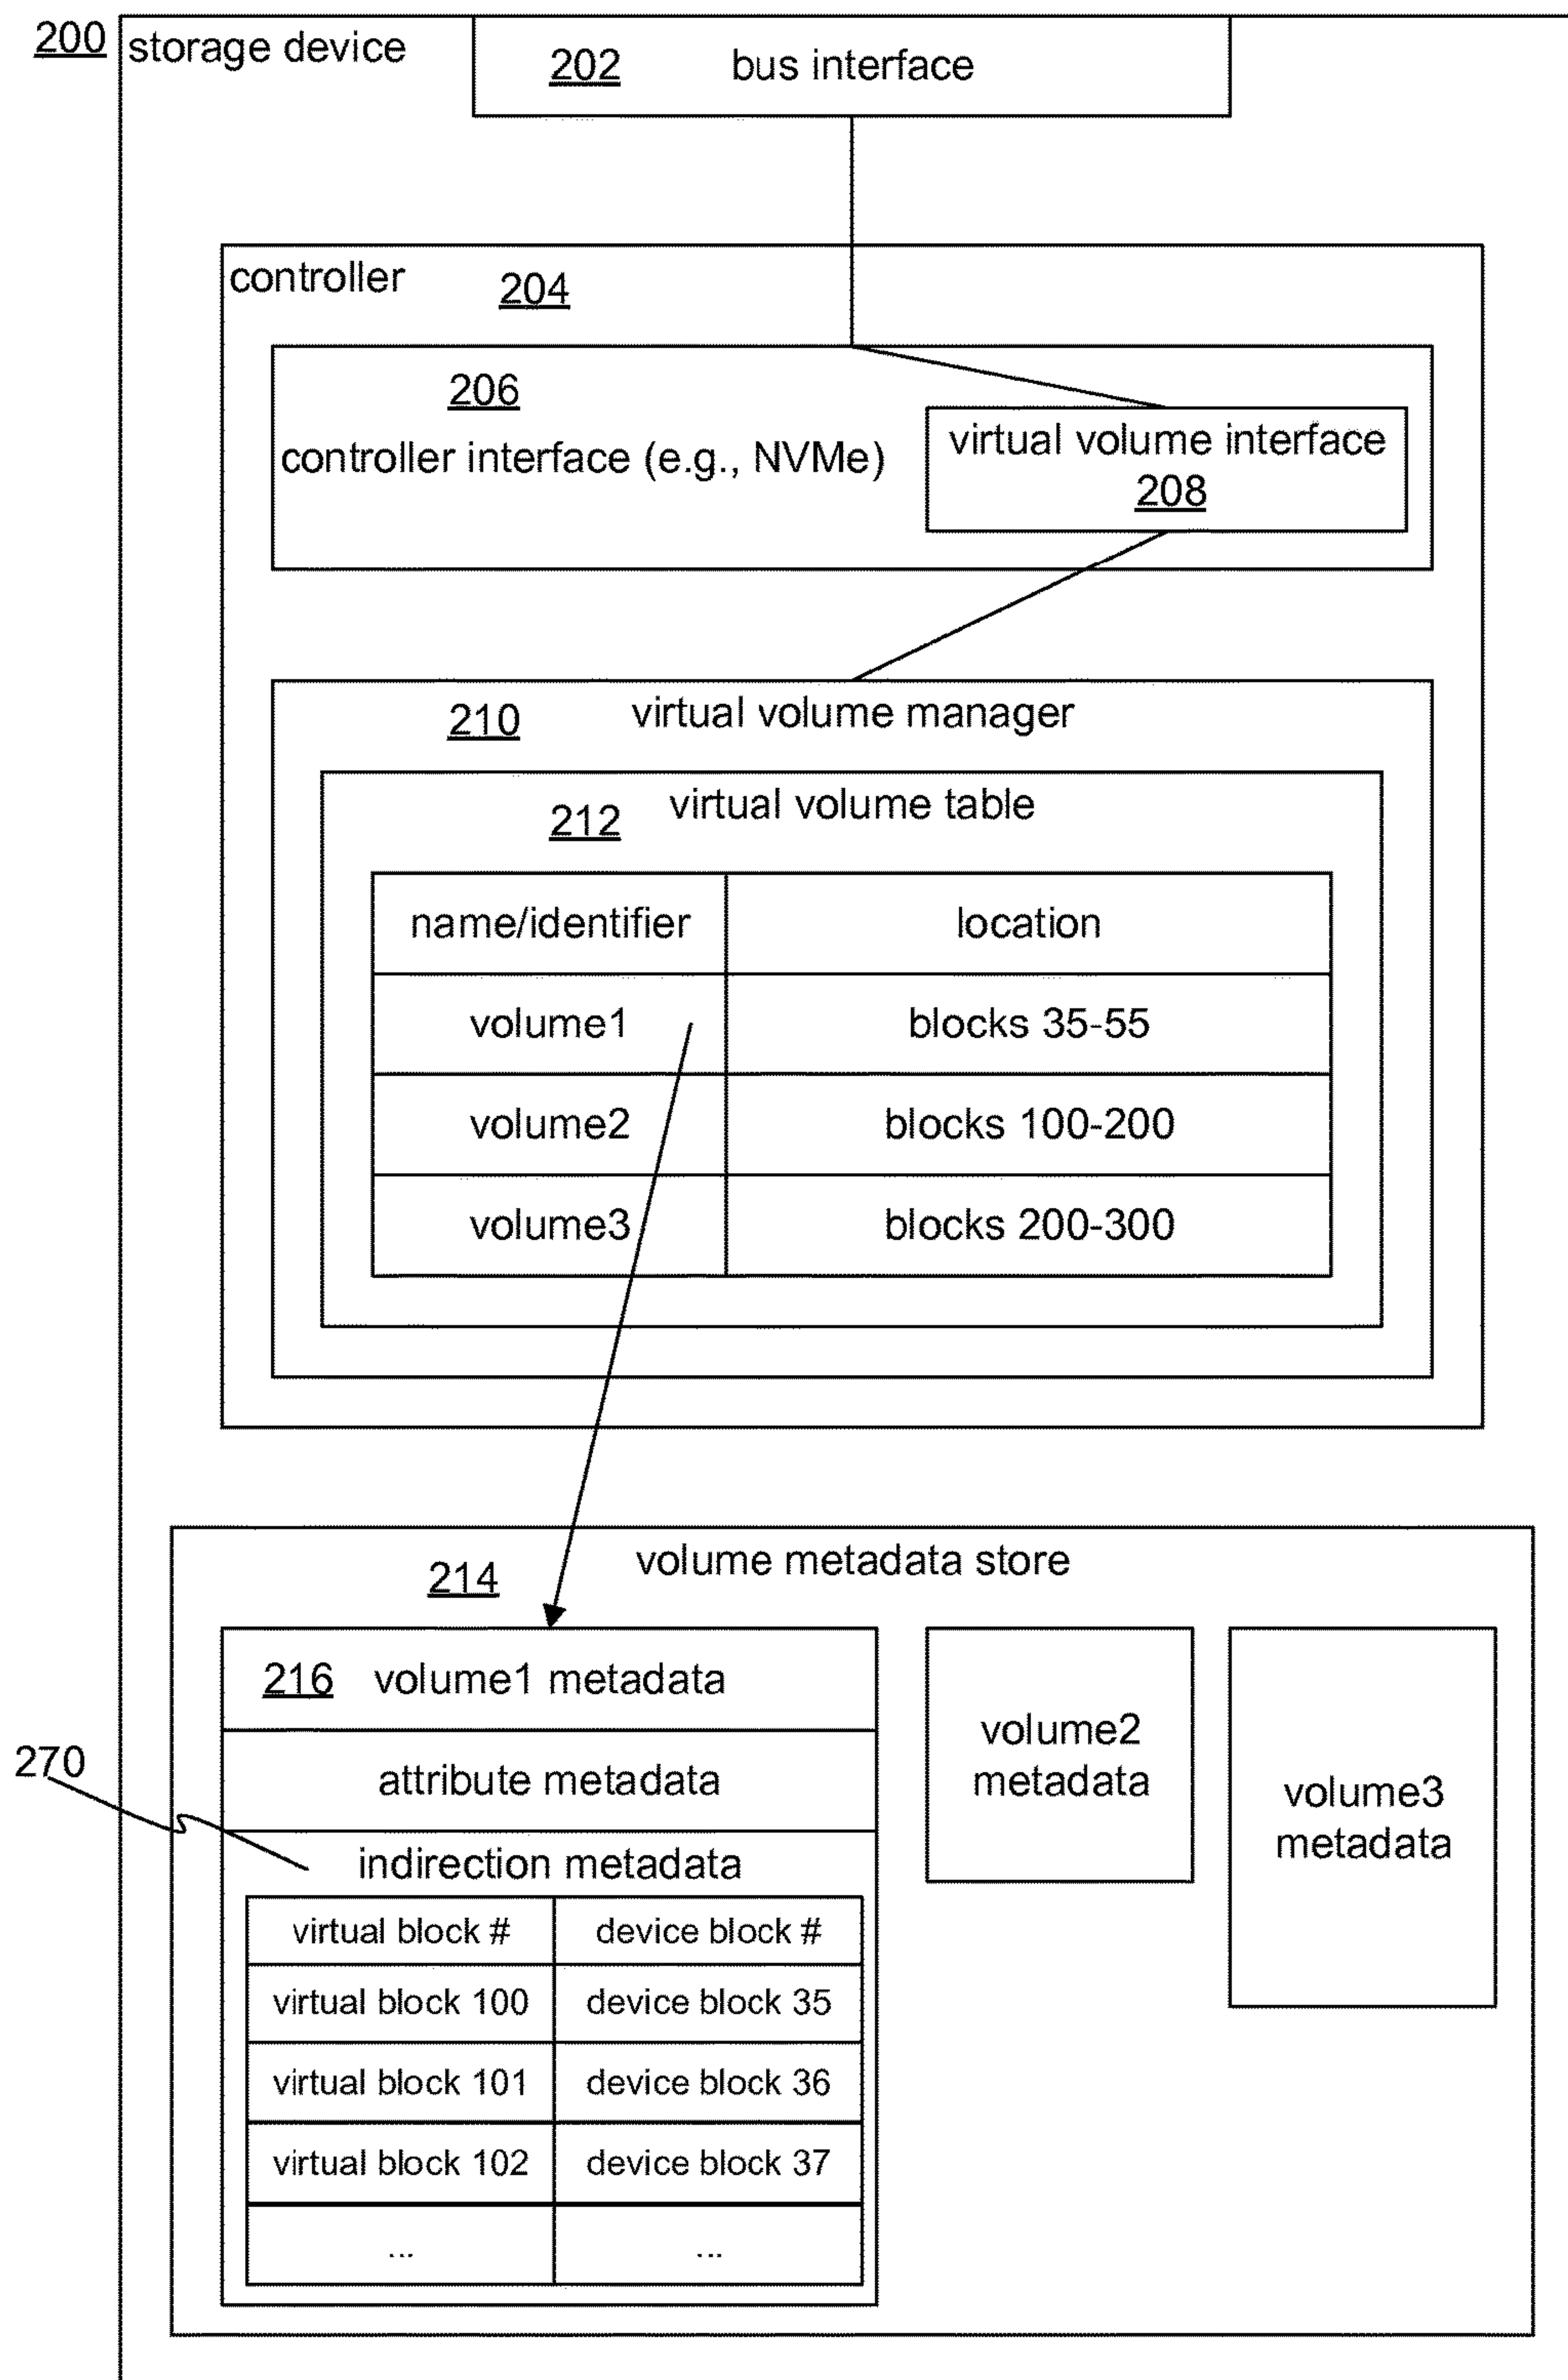 200 storage device
202 bus interface
controller 204
206
controller interface (e.g., NVMe)
virtual volume interface
208
210 virtual volume manager
212 virtual volume table
name/identifier location
volume1 blocks 35-55
volume2 blocks 100-200
volume3 blocks 200-300
214 volume metadata store
216 volume1 metadata
attribute metadata
270
indirection metadata
virtual block # device block #
virtual block 100 device block 35
virtual block 101 device block 36
virtual block 102 device block 37
... ...
volume2
metadata
volume3
metadata